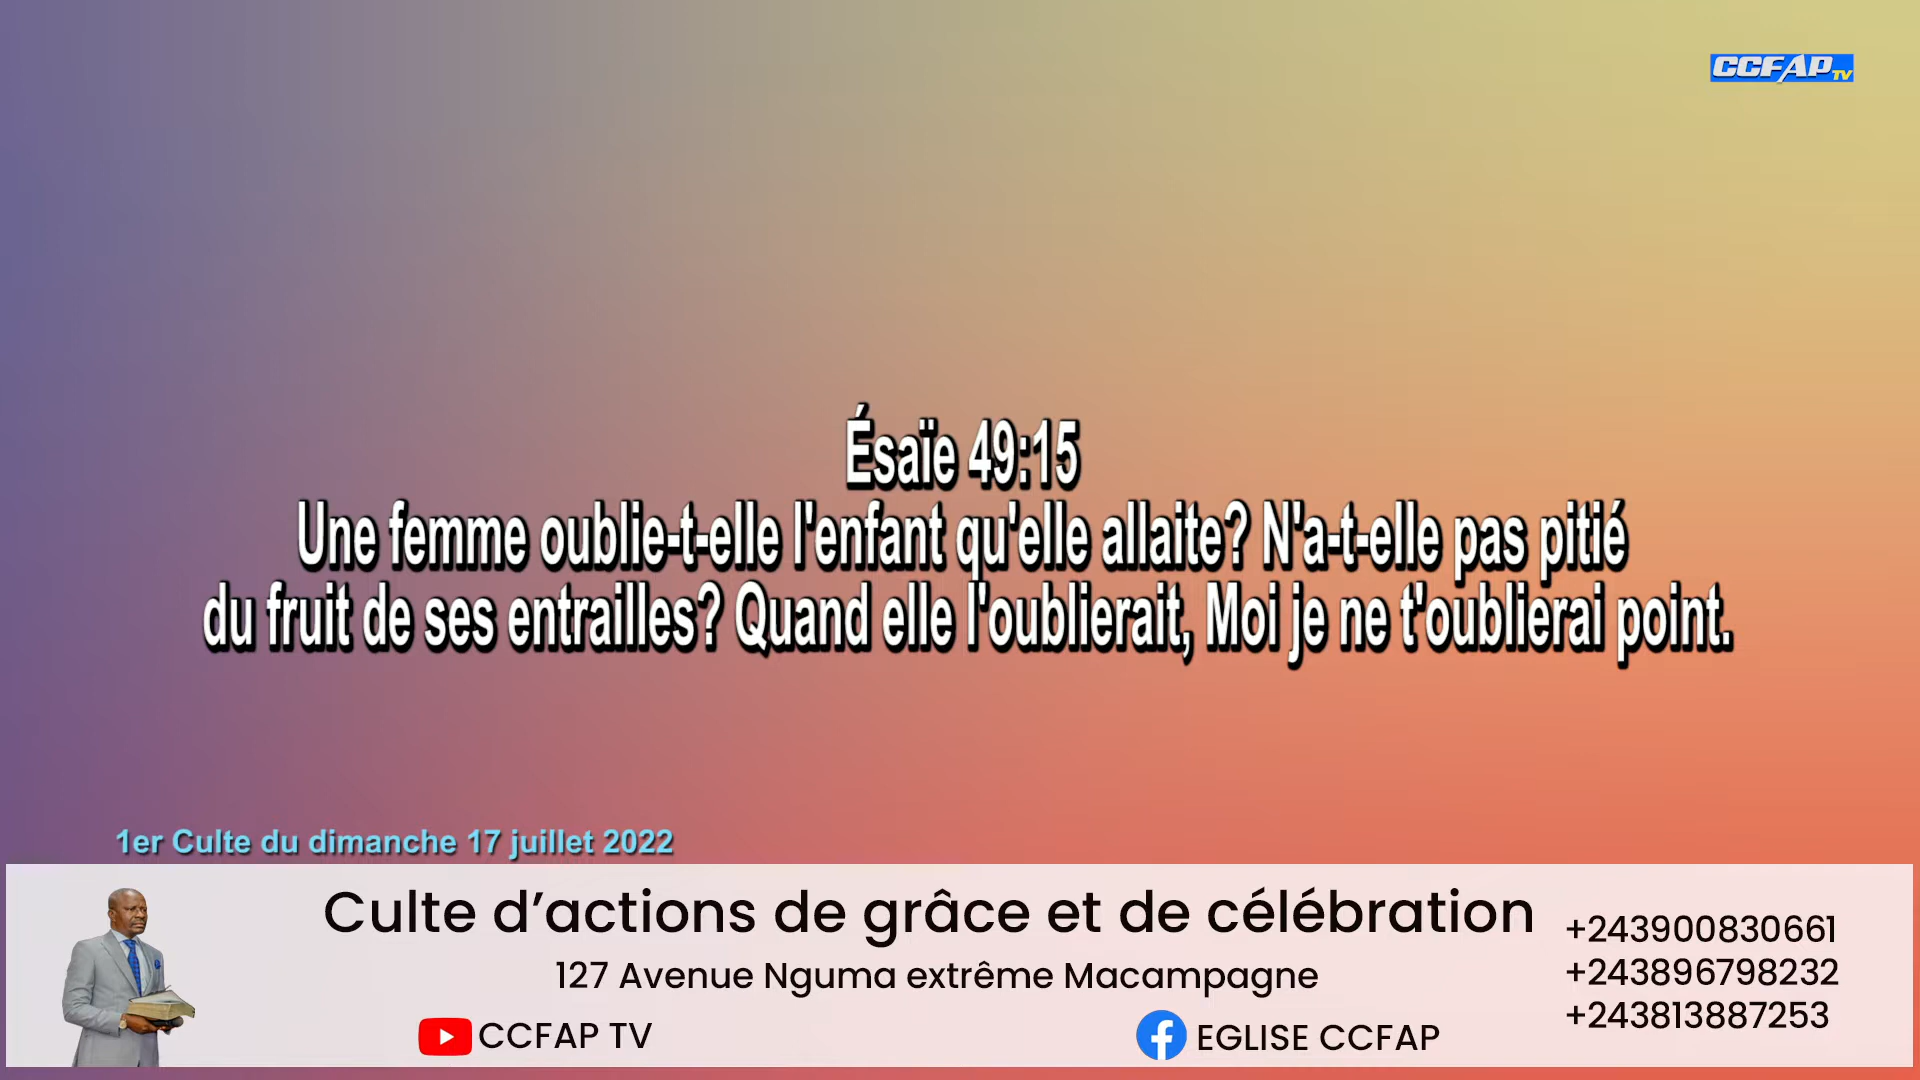 CCFAP TV
Ésaïe 49:15
Une femme oublie-t-elle l'enfant qu'elle allaite? N'a-t-elle pas pitié
du fruit de ses entrailles? Quand elle l'oublierait, Moi je ne t'oublierai point.
1er Culte du dimanche 17 juillet 2022
Culte d’actions de grâce et de célébration
127 Avenue Nguma extrême Macampagne
CCFAP TV
EGLISE CCFAP
+243900830661
+243896798232
+243813887253